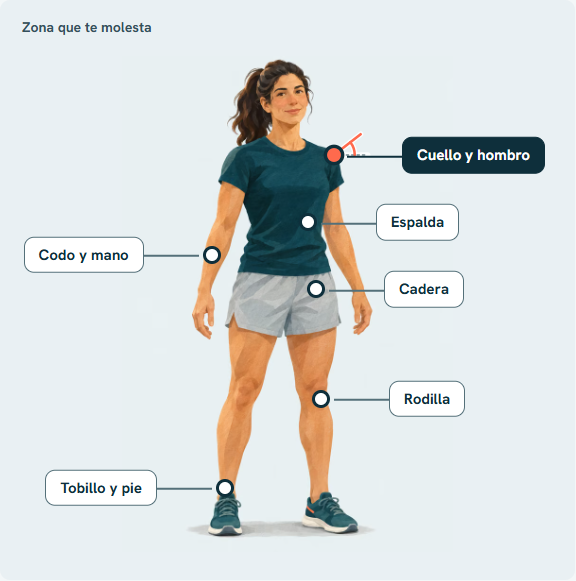 Zona que te molesta
Cuello y hombro
Espalda
Codo y mano
Cadera
Rodilla
Tobillo y pie